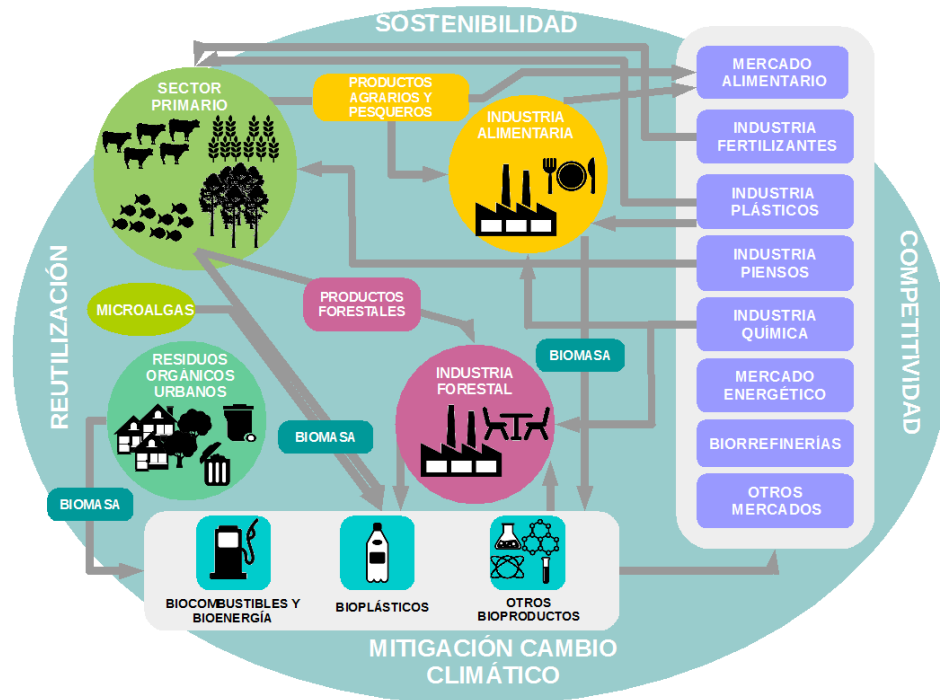 SOSTENIBILIDAD
SECTOR
PRIMARIO
PRODUCTOS
AGRARIOS Y
PESQUEROS
INDUSTRIA
ALIMENTARIA
MERCADO
ALIMENTARIO
INDUSTRIA
FERTILIZANTES
INDUSTRIA
PLÁSTICOS
INDUSTRIA
PIENSOS
INDUSTRIA
QUÍMICA
MERCADO
ENERGÉTICO
BIORREFINERÍAS
OTROS
MERCADOS
COMPETITIVIDAD
REUTILIZACIÓN
MICROALGAS
PRODUCTOS
FORESTALES
RESIDUOS
ORGÁNICOS
URBANOS
INDUSTRIA
FORESTAL
BIOMASA
BIOMASA
BIOMASA
BIOCOMBUSTIBLES Y
BIOENERGÍA
BIOPLÁSTICOS
OTROS
BIOPRODUCTOS
MITIGACIÓN CAMBIO
CLIMÁTICO